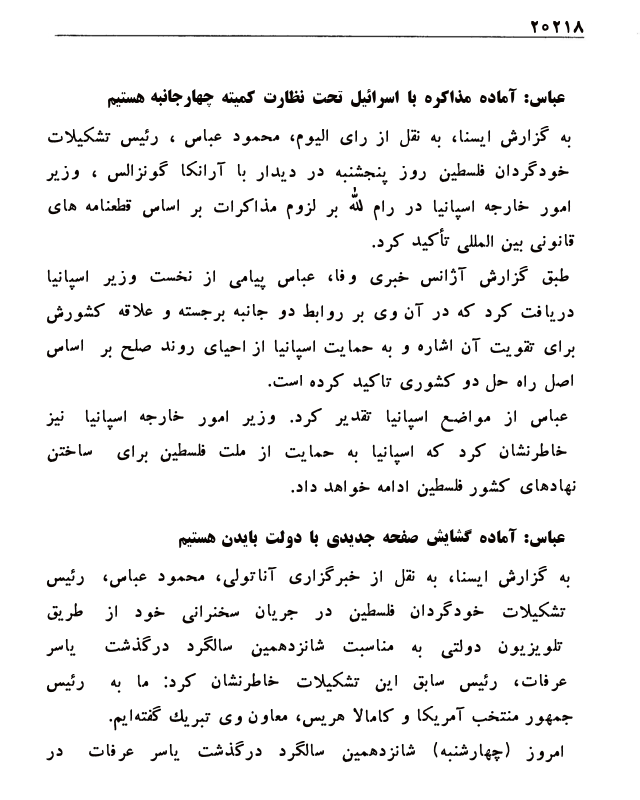 ۲۰۲۱۸
عباس: آماده مذاکره با اسرائیل تحت نظارت کمیته چهارجانبه هستیم
به گزارش ایسنا، به نقل از رای الیوم، محمود عباس ، رئیس تشکیلات
خودگردان فلسطین روز پنجشنبه در دیدار با آرانکا گونزالس ، وزیر
امور خارجه اسپانیا در رام لله بر لزوم مذاکرات بر اساس قطعنامه های
قانونی بین المللی تأکید کرد.
طبق گزارش آژانس خبری وفا، عباس پیامی از نخست وزیر اسپانیا
دریافت کرد که در آن وی بر روابط دو جانبه برجسته و علاقه کشورش
برای تقویت آن اشاره و به حمایت اسپانیا از احیای روند صلح بر اساس
اصل راه حل دو کشوری تاکید کرده است.
عباس از مواضع اسپانیا تقدیر کرد. وزیر امور خارجه اسپانیا نیز
خاطرنشان کرد که اسپانیا به حمایت از ملت فلسطین برای ساختن
نهادهای کشور فلسطین ادامه خواهد داد.
عباس: آماده گشایش صفحه جدیدی با دولت بایدن هستیم
به گزارش ایسنا، به نقل از خبرگزاری آناتولی، محمود عباس، رئیس
تشکیلات خودگردان فلسطین در جریان سخنرانی خود از طریق
تلویزیون دولتی به مناسبت شانزدهمین سالگرد درگذشت یاسر
عرفات، رئیس سابق این تشکیلات خاطرنشان کرد: ما به رئیس
جمهور منتخب آمریکا و کامالا هریس، معاون وی تبریک گفته‌ایم.
امروز (چهارشنبه) شانزدهمین سالگرد درگذشت یاسر عرفات در